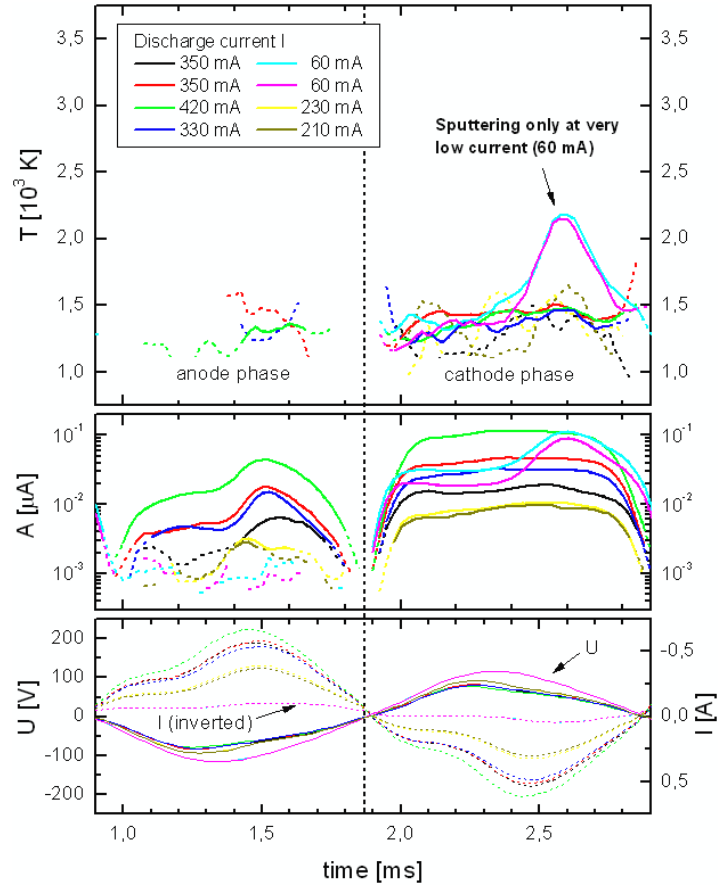 3,5
3,0
2,5
2,0
1,5
1,0
T [10³ K]
Discharge current I
350 mA
60 mA
350 mA
60 mA
420 mA
230 mA
330 mA
210 mA
Sputtering only at very
low current (60 mA)
anode phase
cathode phase
3,5
3,0
2,5
2,0
1,5
1,0
10⁻¹
10⁻²
10⁻³
A [µA]
10⁻¹
10⁻²
10⁻³
200
100
0
-100
-200
U [V]
U
I (inverted)
-0,5
0,0
0,5
I [A]
1,0
1,5
2,0
2,5
time [ms]